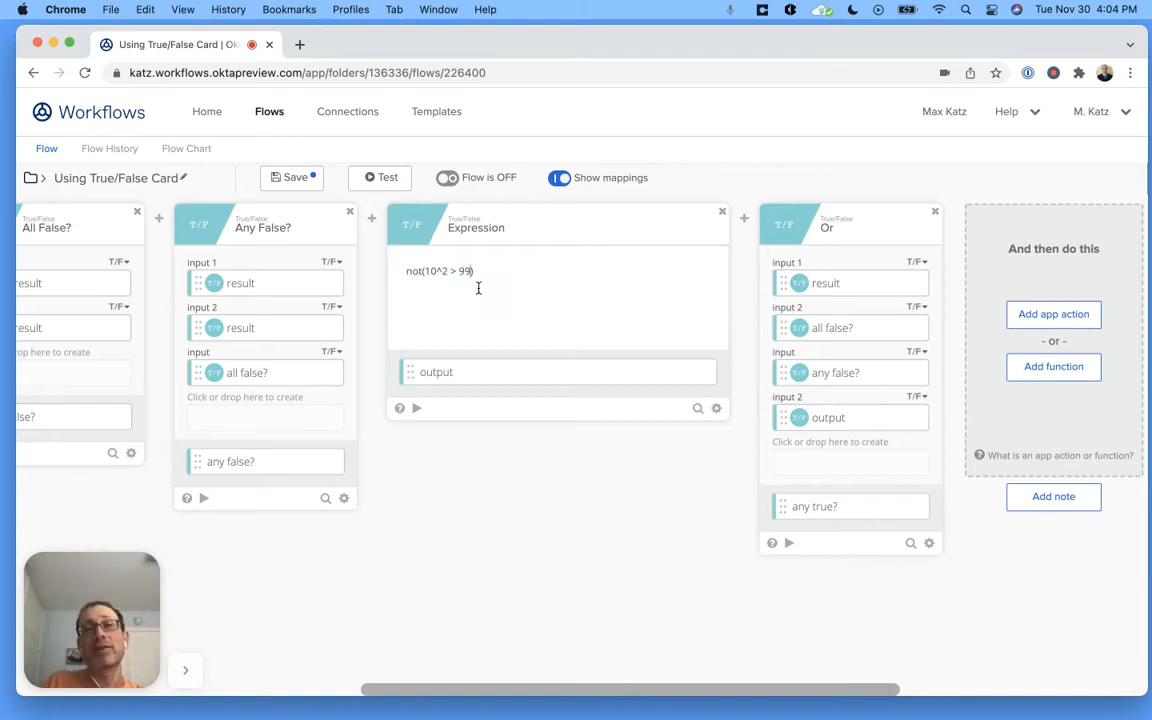 Chrome File Edit View History Bookmarks Profiles Tab Window Help Tue Nov 30 4:04 PM
Using True/False Card | Ok
katz.workflows.oktapreview.com/app/folders/136336/flows/226400
Workflows Home Flows Connections Templates Max Katz Help M. Katz
Flow Flow History Flow Chart
Using True/False Card Save Test Flow is OFF Show mappings
True/False
All False?
T/F
esult
T/F
esult
here to create
lse?
T/F
True/False
Any False?
input 1 T/F
T/F result
input 2 T/F
T/F result
input T/F
T/F all false?
Click or drop here to create
any false?
T/F
True/False
Expression
not(10^2 > 99)
output
T/F
True/False
Or
input 1 T/F
T/F result
input 2 T/F
T/F all false?
input T/F
T/F any false?
input 2 T/F
T/F output
Click or drop here to create
any true?
And then do this
Add app action
- or -
Add function
What is an app action or function?
Add note